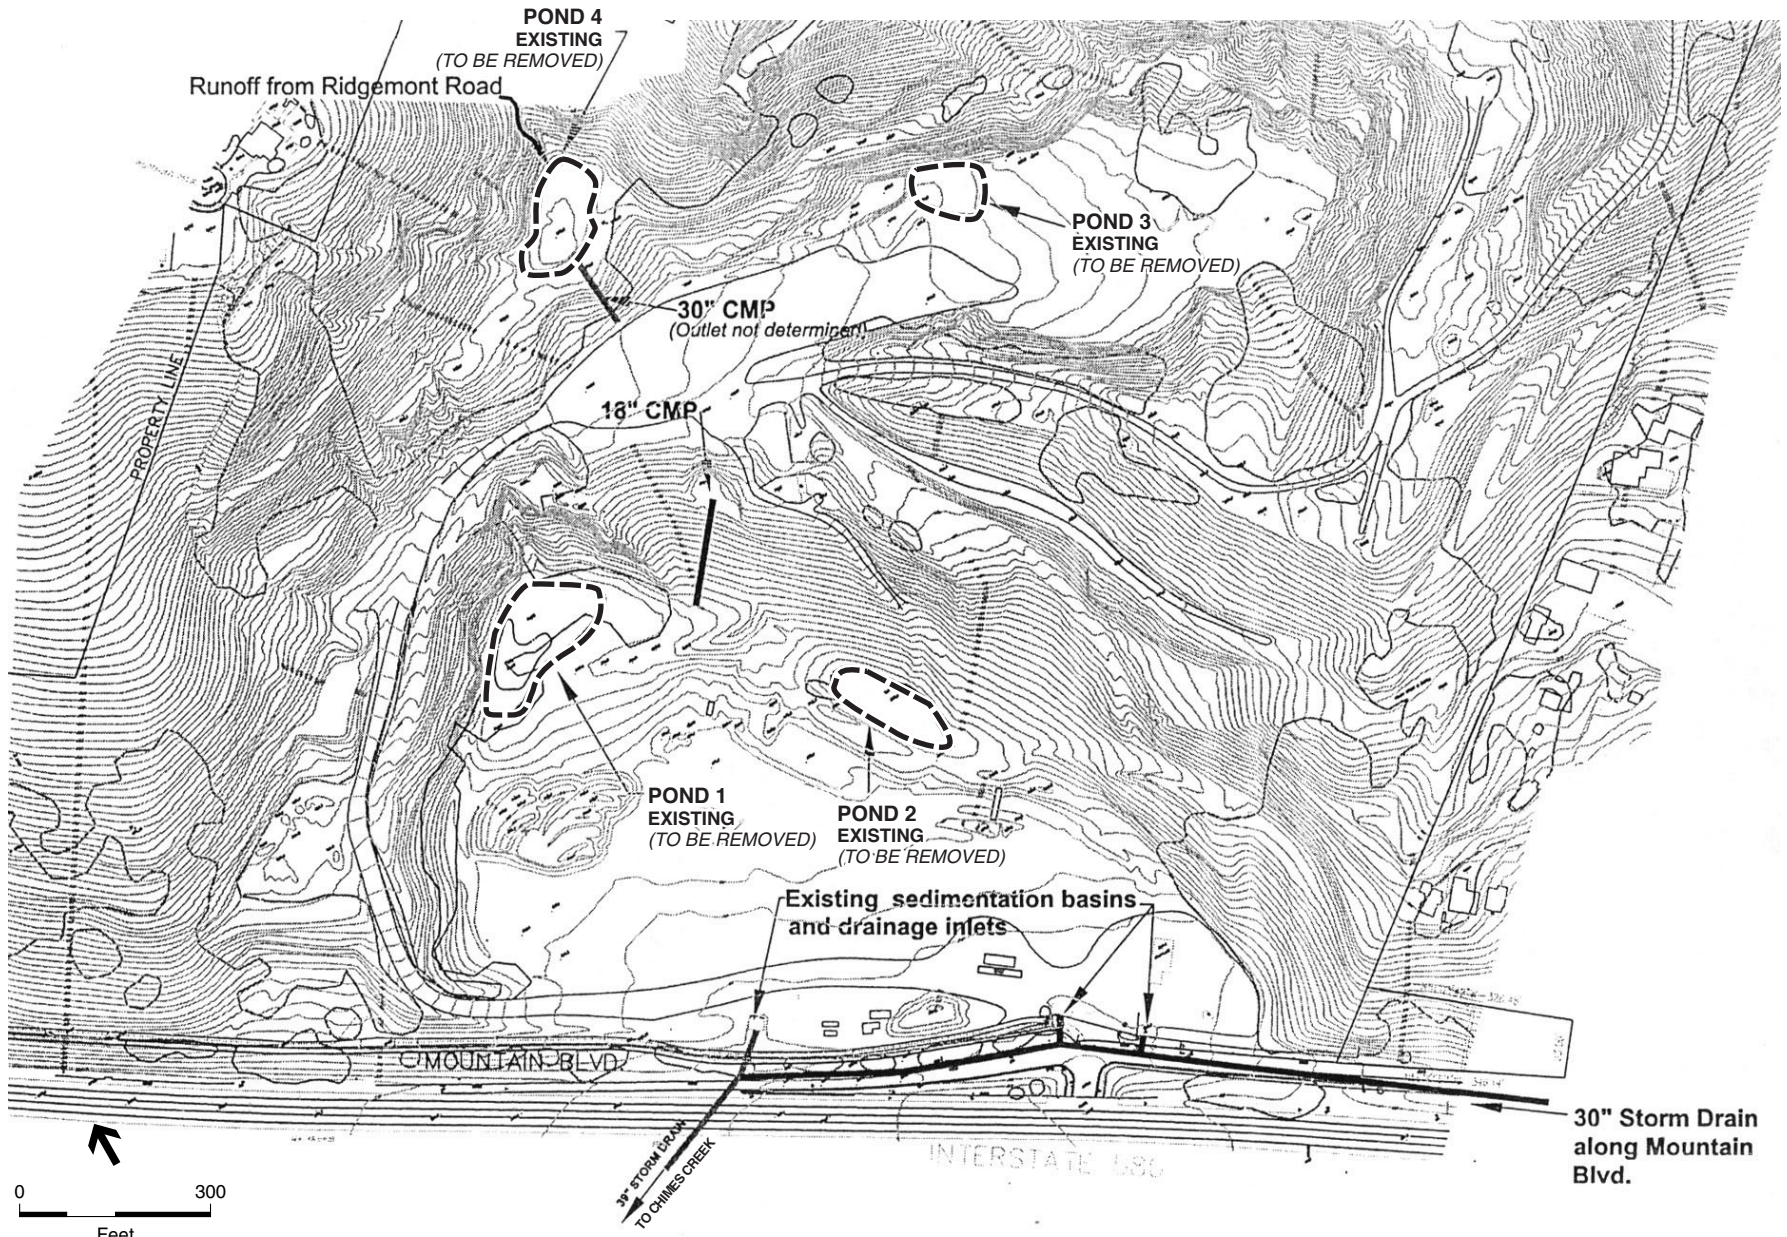 POND 4
EXISTING
(TO BE REMOVED)
Runoff from Ridgemont Road
POND 3
EXISTING
(TO BE REMOVED)
30" CMP
(Outlet not determined)
18" CMP
PROPERTY LINE
POND 1
EXISTING
(TO BE REMOVED)
POND 2
EXISTING
(TO BE REMOVED)
Existing sedimentation basins
and drainage inlets
MOUNTAIN BLVD.
39" STORM DRAIN
TO CHIMES CREEK
INTERSTATE 580
30" Storm Drain
along Mountain
Blvd.
0 300
Feet